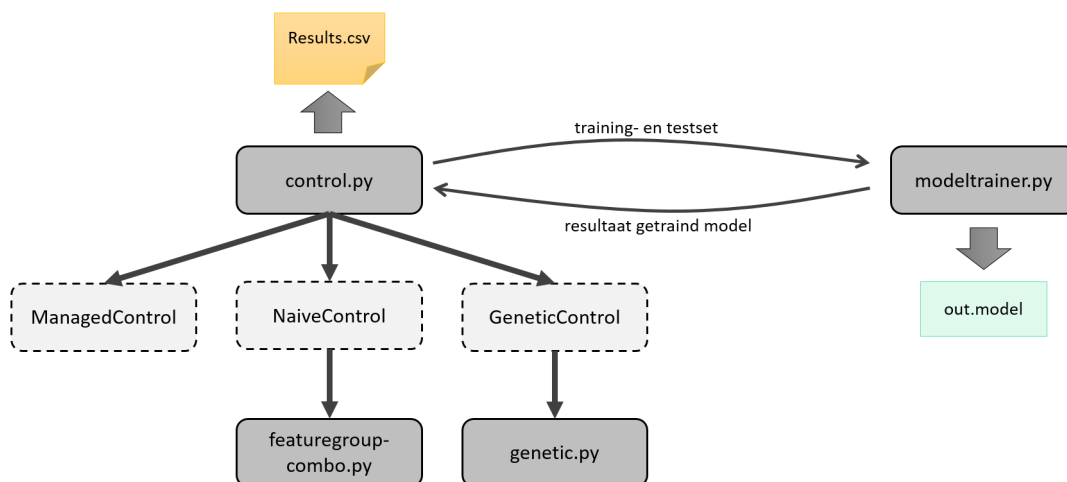 Results.csv
training- en testset
control.py
modeltrainer.py
resultaat getraind model
ManagedControl
NaiveControl
GeneticControl
out.model
featuregroup-
combo.py
genetic.py